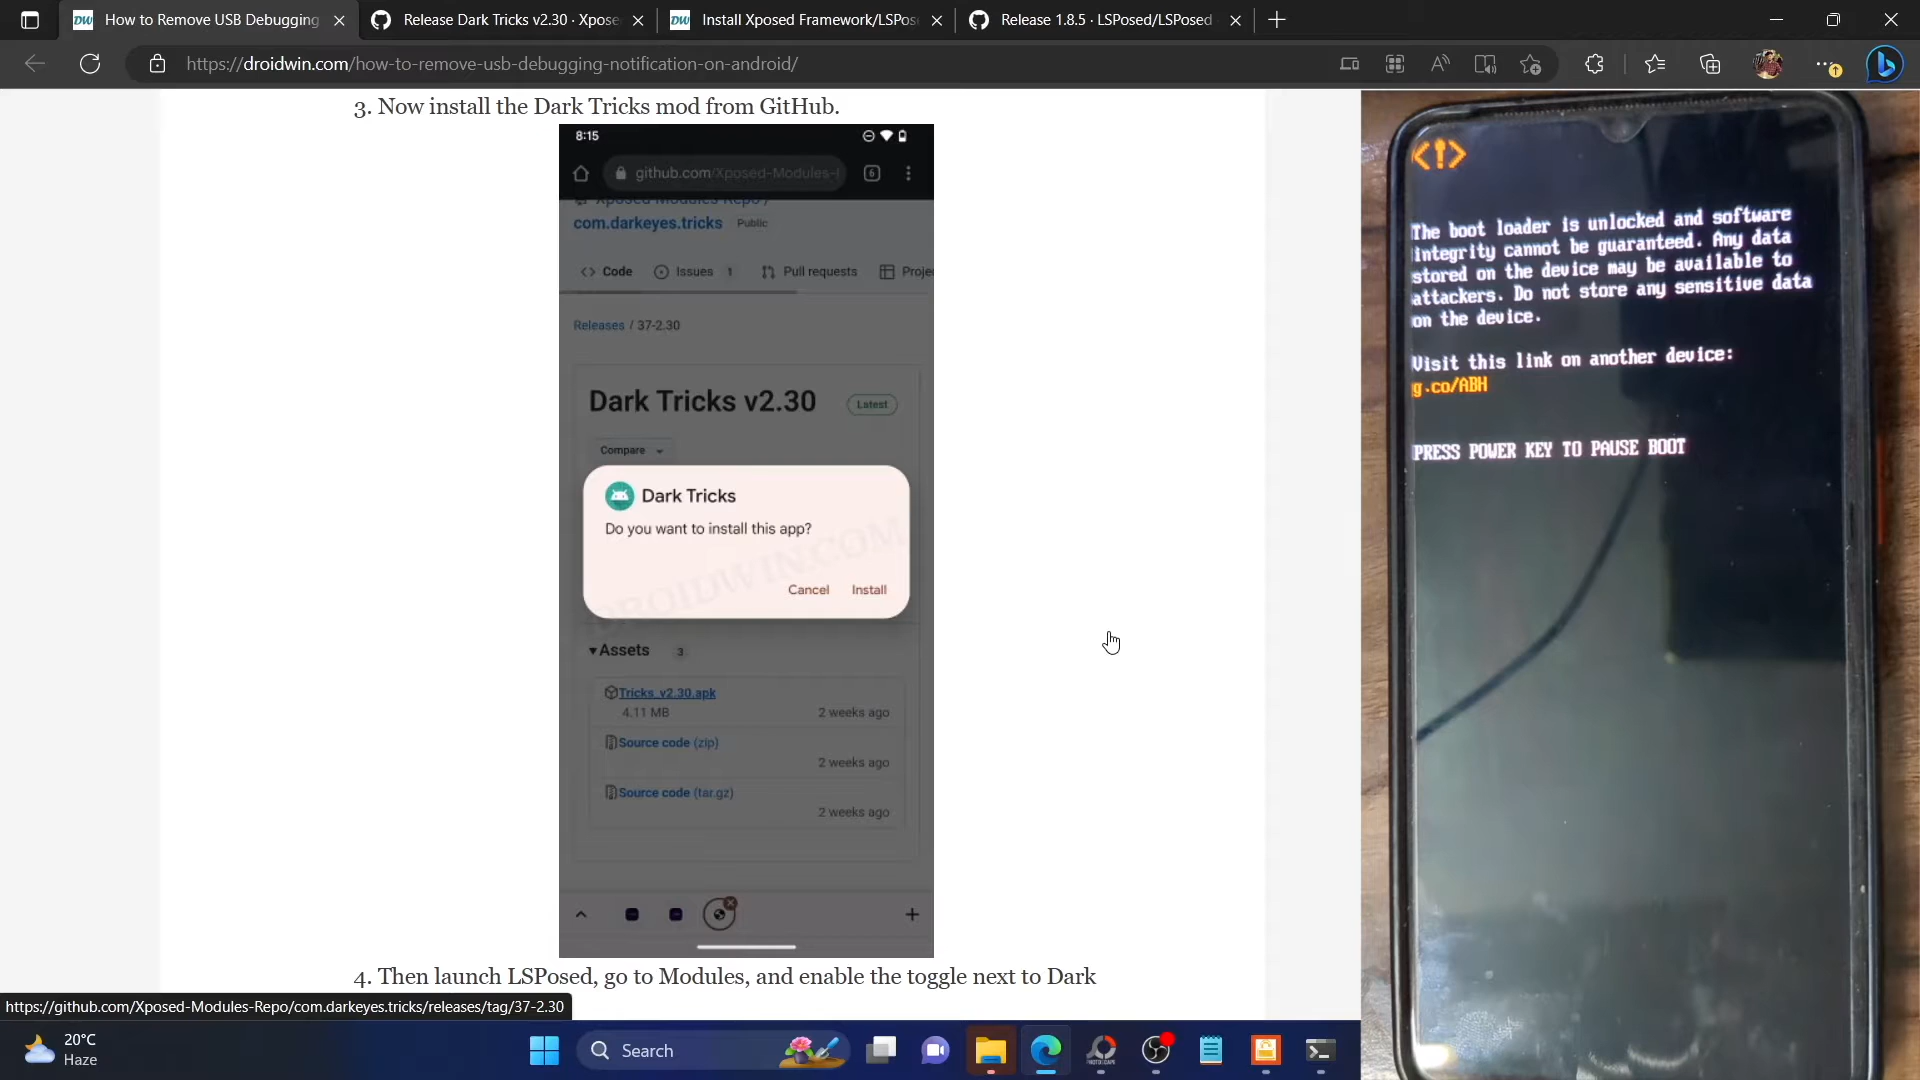 How to Remove USB Debugging
Release Dark Tricks v2.30 · Xpose
Install Xposed Framework/LSPos
Release 1.8.5 · LSPosed/LSPosed
https://droidwin.com/how-to-remove-usb-debugging-notification-on-android/
3. Now install the Dark Tricks mod from GitHub.
8:15
github.com/Xposed-Modules-
6
Xposed Modules Repo /
com.darkeyes.tricks Public
Code
Issues 1
Pull requests
Proje
Releases / 37-2.30
Dark Tricks v2.30 Latest
Compare
Dark Tricks
Do you want to install this app?
DROIDWIN.COM
Cancel Install
Assets 3
Tricks_v2.30.apk
4.11 MB 2 weeks ago
Source code (zip)
2 weeks ago
Source code (tar.gz)
2 weeks ago
4. Then launch LSPosed, go to Modules, and enable the toggle next to Dark
https://github.com/Xposed-Modules-Repo/com.darkeyes.tricks/releases/tag/37-2.30
20°C
Haze
Search
<!>
The boot loader is unlocked and software
integrity cannot be guaranteed. Any data
stored on the device may be available to
attackers. Do not store any sensitive data
on the device.
Visit this link on another device:
g.co/ABH
PRESS POWER KEY TO PAUSE BOOT